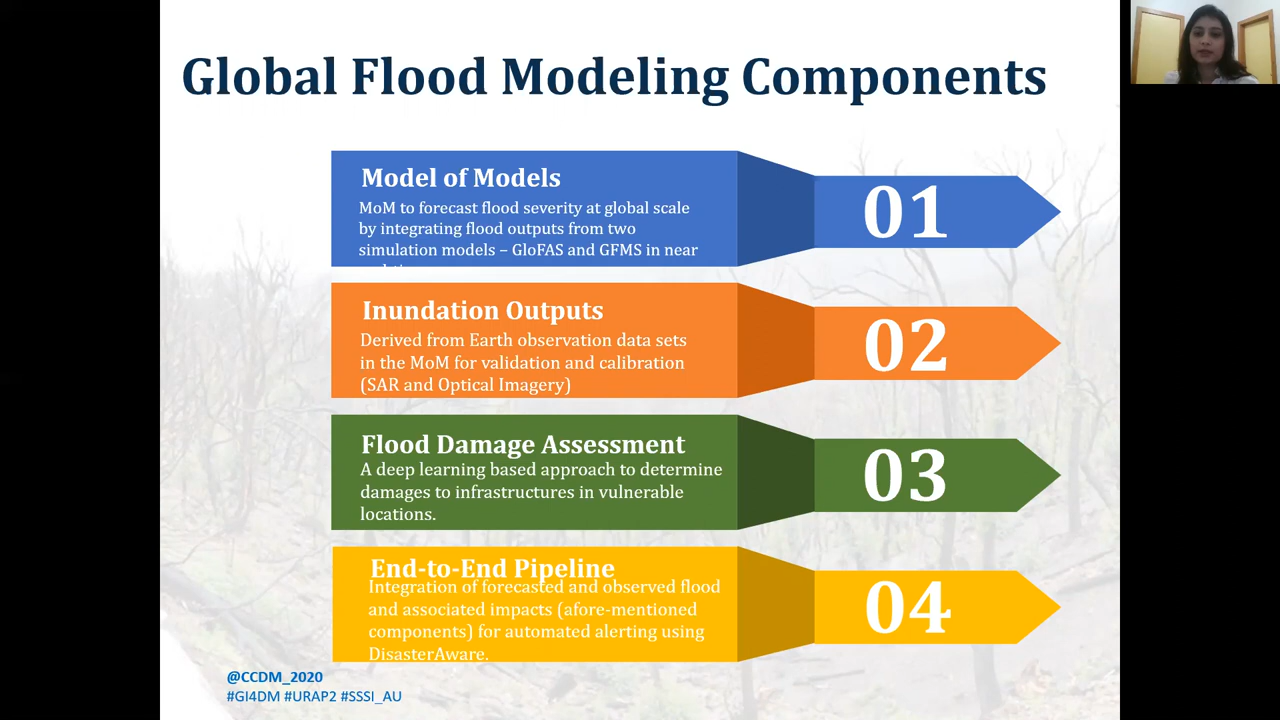 Global Flood Modeling Components
Model of Models
MoM to forecast flood severity at global scale
by integrating flood outputs from two
simulation models – GloFAS and GFMS in near
01
Inundation Outputs
Derived from Earth observation data sets
in the MoM for validation and calibration
(SAR and Optical Imagery)
02
Flood Damage Assessment
A deep learning based approach to determine
damages to infrastructures in vulnerable
locations.
03
End-to-End Pipeline
Integration of forecasted and observed flood
and associated impacts (afore-mentioned
components) for automated alerting using
DisasterAware.
04
@CCDM_2020
#GI4DM #URAP2 #SSSI_AU